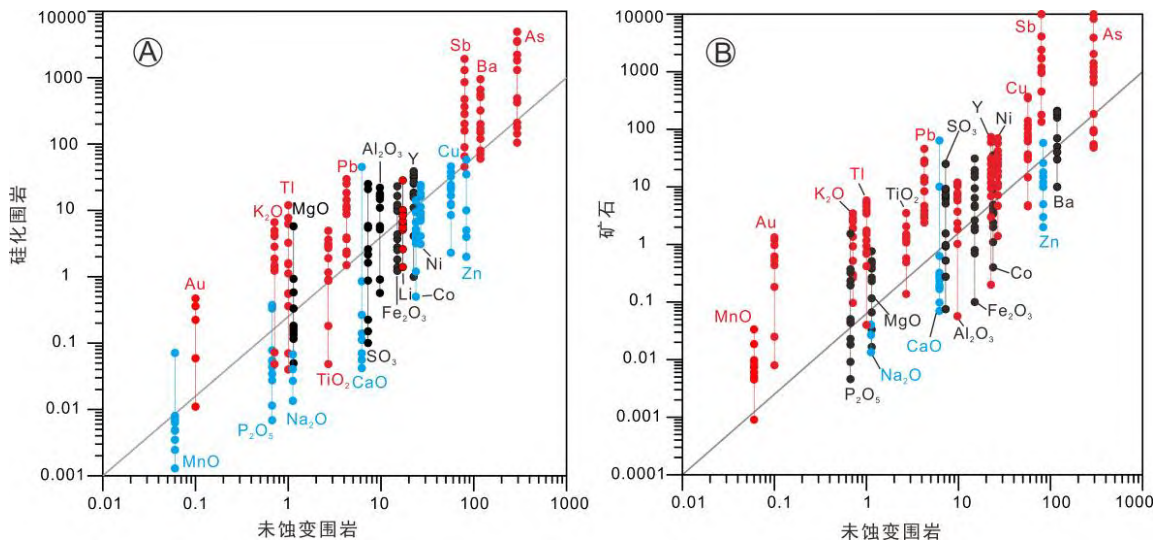 A
硅化围岩
10000
1000
100
10
1
0.1
0.01
0.001
0.01
0.1
1
10
100
1000
未蚀变围岩
Sb
As
Ba
Al₂O₃
Y
Cu
Pb
Tl
K₂O
MgO
Au
Ni
Zn
Li
Co
Fe₂O₃
SO₃
TiO₂
CaO
P₂O₅
Na₂O
MnO
B
矿石
10000
1000
100
10
1
0.1
0.01
0.001
0.0001
0.01
0.1
1
10
100
1000
未蚀变围岩
Sb
As
Cu
Y
Ni
SO₃
Pb
Tl
K₂O
TiO₂
Au
Ba
Zn
Co
Fe₂O₃
MgO
Al₂O₃
CaO
MnO
Na₂O
P₂O₅